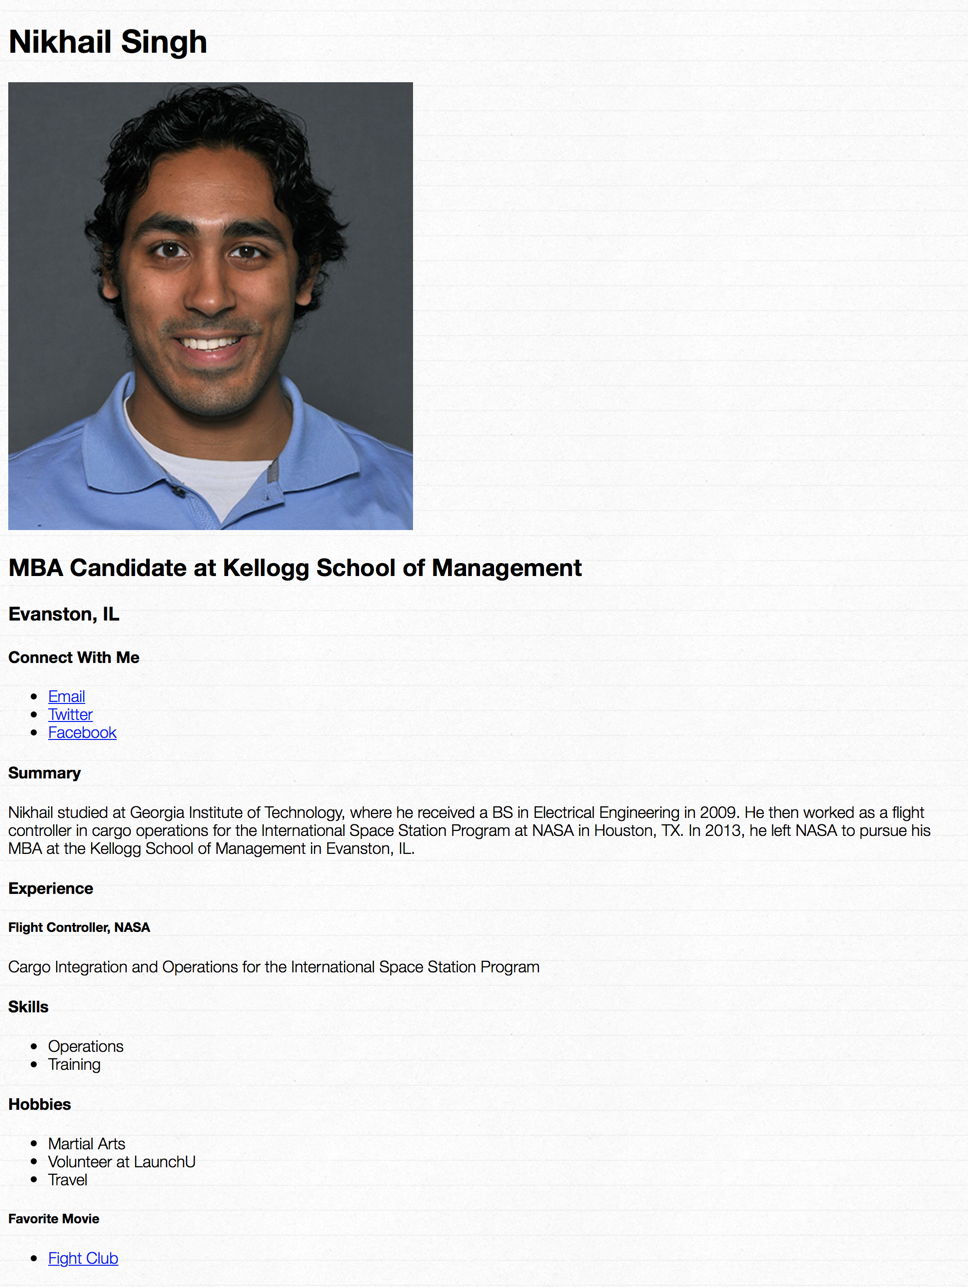 Nikhail Singh
MBA Candidate at Kellogg School of Management
Evanston, IL
Connect With Me
Email
Twitter
Facebook
Summary
Nikhail studied at Georgia Institute of Technology, where he received a BS in Electrical Engineering in 2009. He then worked as a flight
controller in cargo operations for the International Space Station Program at NASA in Houston, TX. In 2013, he left NASA to pursue his
MBA at the Kellogg School of Management in Evanston, IL.
Experience
Flight Controller, NASA
Cargo Integration and Operations for the International Space Station Program
Skills
Operations
Training
Hobbies
Martial Arts
Volunteer at LaunchU
Travel
Favorite Movie
Fight Club